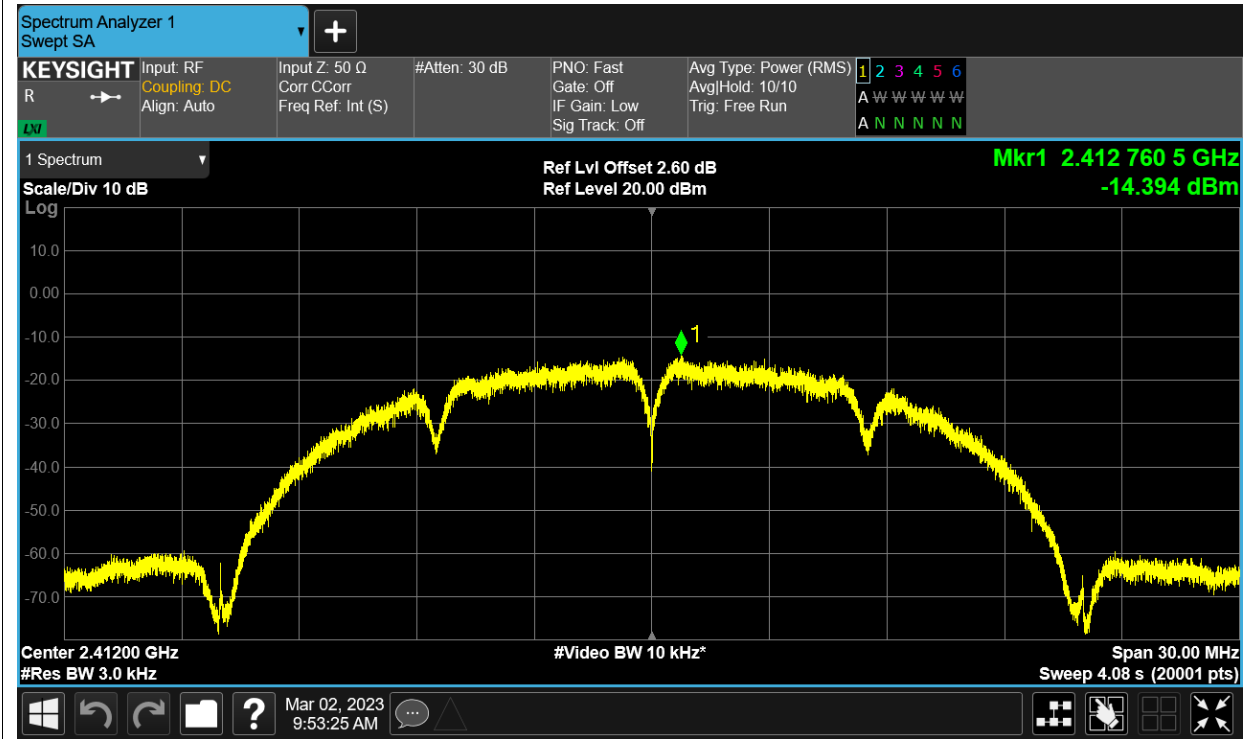 Spectrum Analyzer 1
Swept SA
KEYSIGHT
R
LXI
Input: RF
Coupling: DC
Align: Auto
Input Z: 50 Ω
Corr CCorr
Freq Ref: Int (S)
#Atten: 30 dB
PNO: Fast
Gate: Off
IF Gain: Low
Sig Track: Off
Avg Type: Power (RMS)
Avg|Hold: 10/10
Trig: Free Run
1 2 3 4 5 6
A W W W W W
A N N N N N
1 Spectrum
Scale/Div 10 dB
Log
Ref Lvl Offset 2.60 dB
Ref Level 20.00 dBm
Mkr1 2.412 760 5 GHz
-14.394 dBm
10.0
0.00
-10.0
-20.0
-30.0
-40.0
-50.0
-60.0
-70.0
1
Center 2.41200 GHz
#Res BW 3.0 kHz
#Video BW 10 kHz*
Span 30.00 MHz
Sweep 4.08 s (20001 pts)
?
Mar 02, 2023
9:53:25 AM